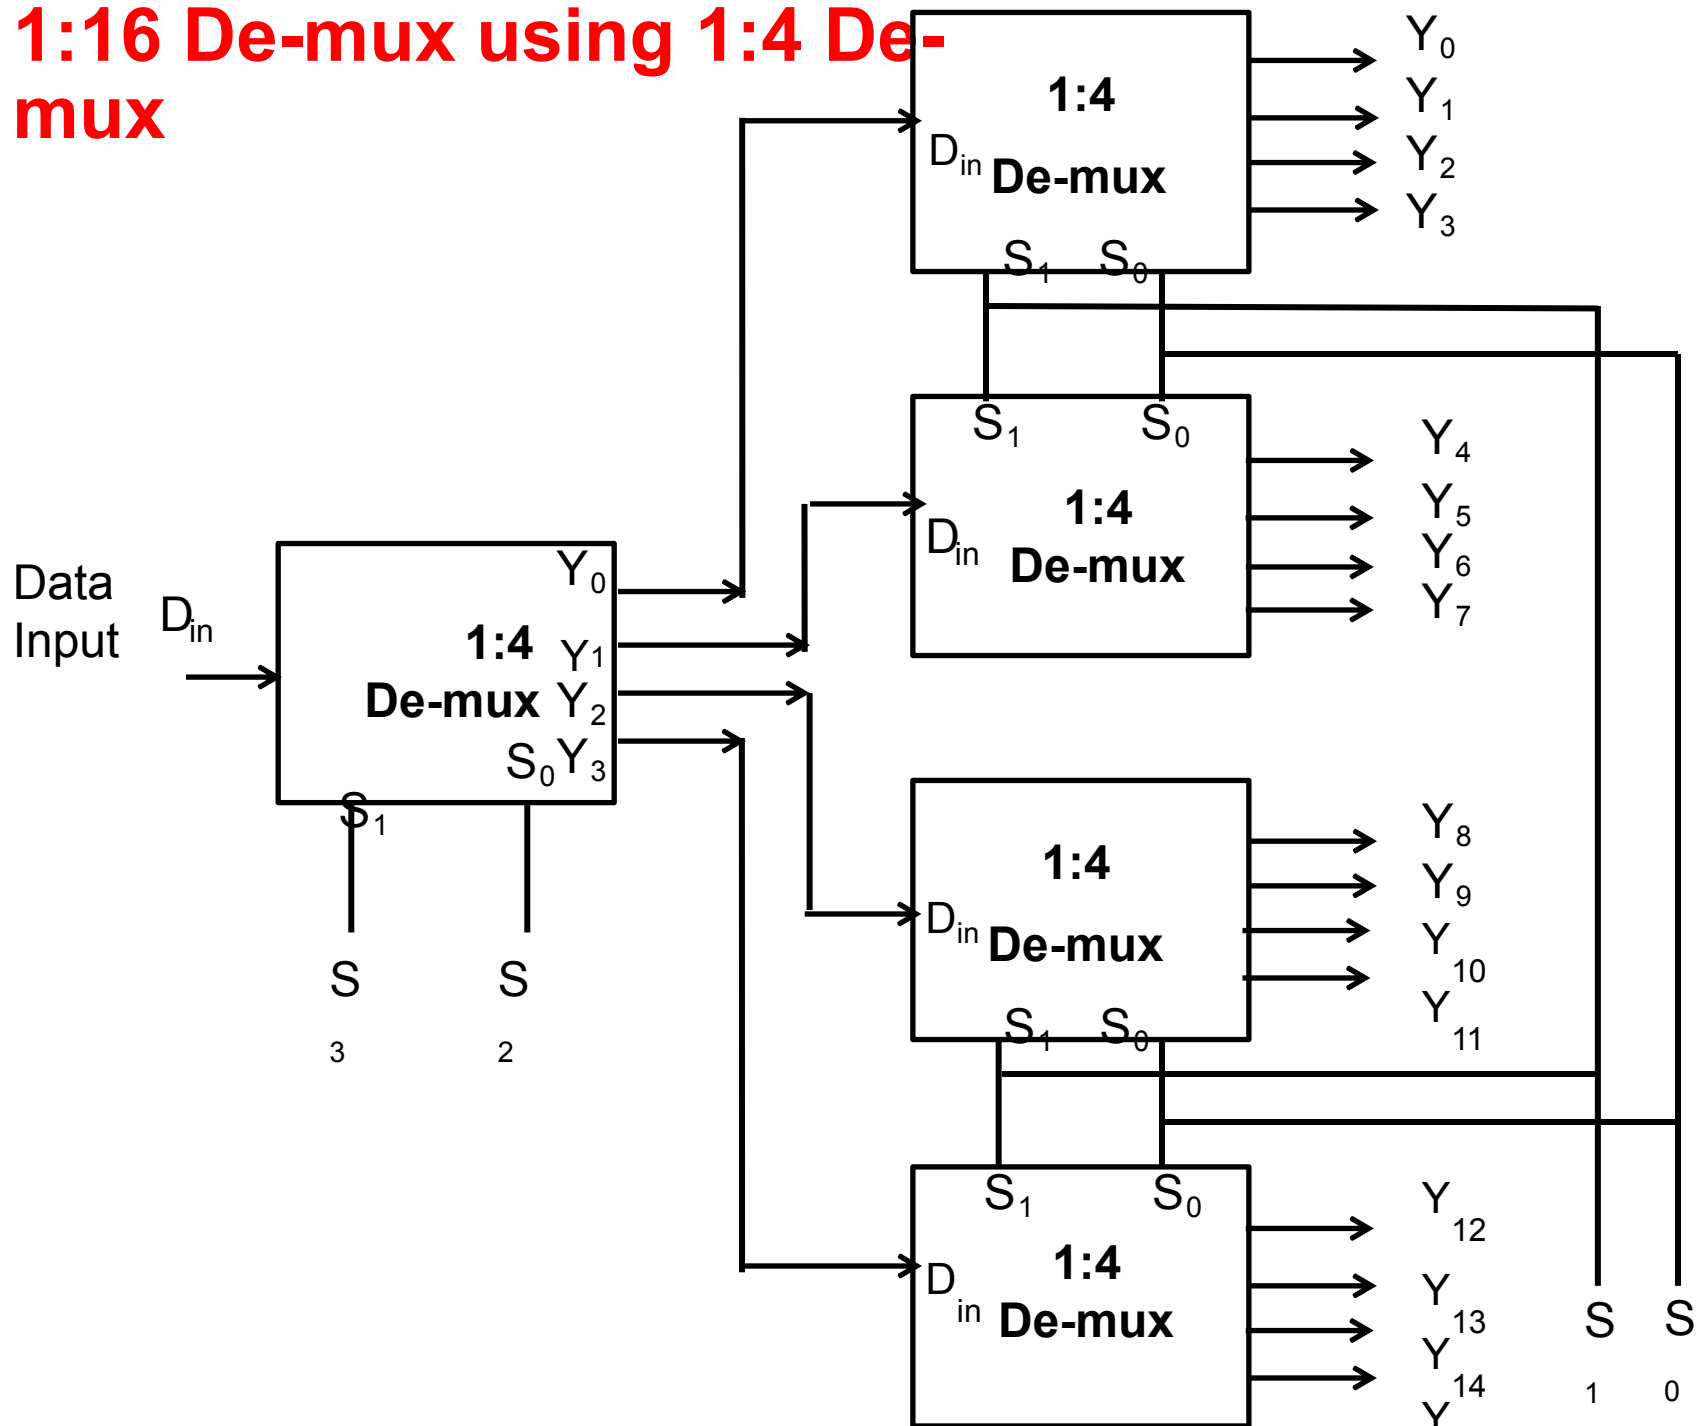 1:16 De-mux using 1:4 De-
mux
1:4
De-mux
Din
S1 S0
Y0
Y1
Y2
Y3
S1 S0
1:4
De-mux
Din
Y4
Y5
Y6
Y7
Data
Input
Din
1:4
De-mux
Y0
Y1
Y2
Y3
S0
S1
S
3
S
2
1:4
De-mux
Din
S1 S0
Y8
Y9
Y
10
Y
11
S1 S0
1:4
De-mux
D
in
Y
12
Y
13
Y
14
Y
S
1
S
0